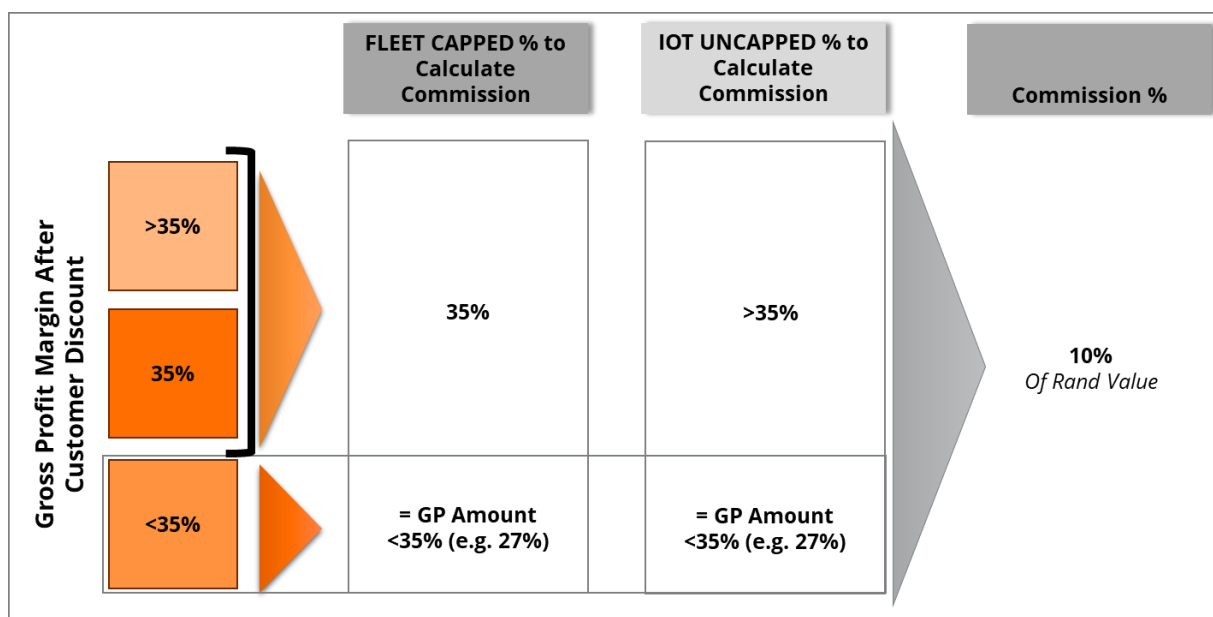 FLEET CAPPED % to
Calculate
Commission
IOT UNCAPPED % to
Calculate
Commission
Commission %
Gross Profit Margin After
Customer Discount
>35%
35%
<35%
35%
>35%
= GP Amount
<35% (e.g. 27%)
= GP Amount
<35% (e.g. 27%)
10%
Of Rand Value